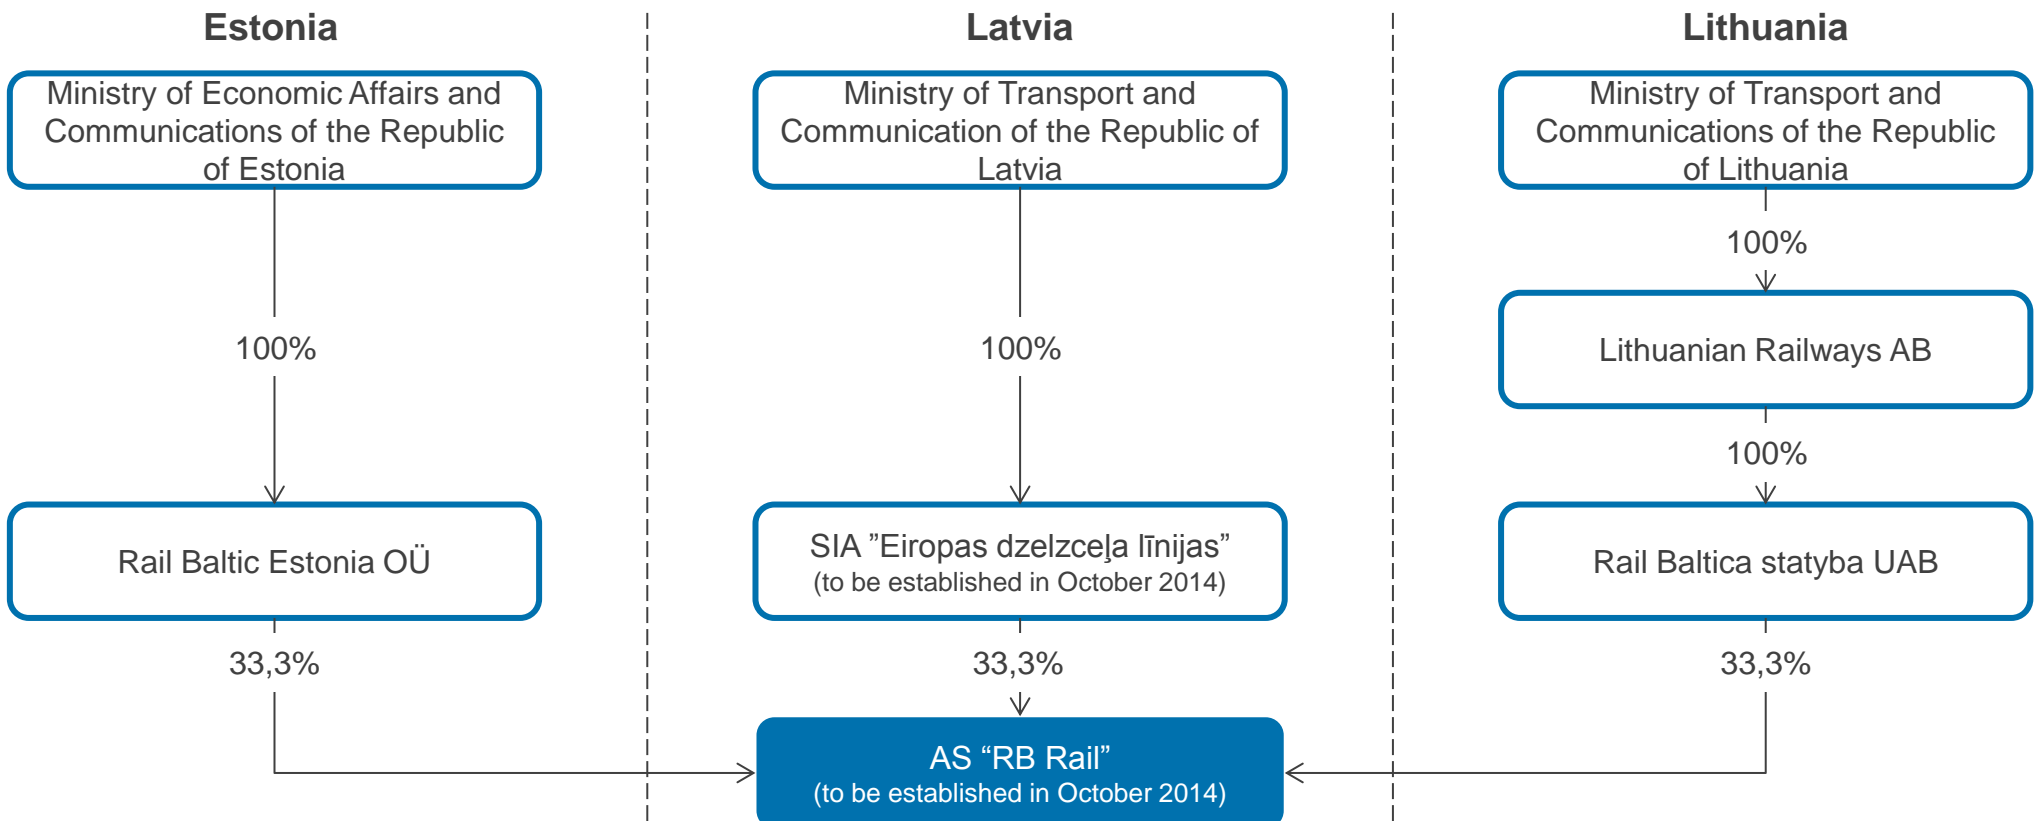 Estonia
Latvia
Lithuania
Ministry of Economic Affairs and
Communications of the Republic
of Estonia
Ministry of Transport and
Communication of the Republic of
Latvia
Ministry of Transport and
Communications of the Republic
of Lithuania
100%
Lithuanian Railways AB
100%
100%
100%
Rail Baltic Estonia OÜ
SIA ”Eiropas dzelzceļa līnijas”
(to be established in October 2014)
Rail Baltica statyba UAB
33,3%
33,3%
33,3%
AS “RB Rail”
(to be established in October 2014)